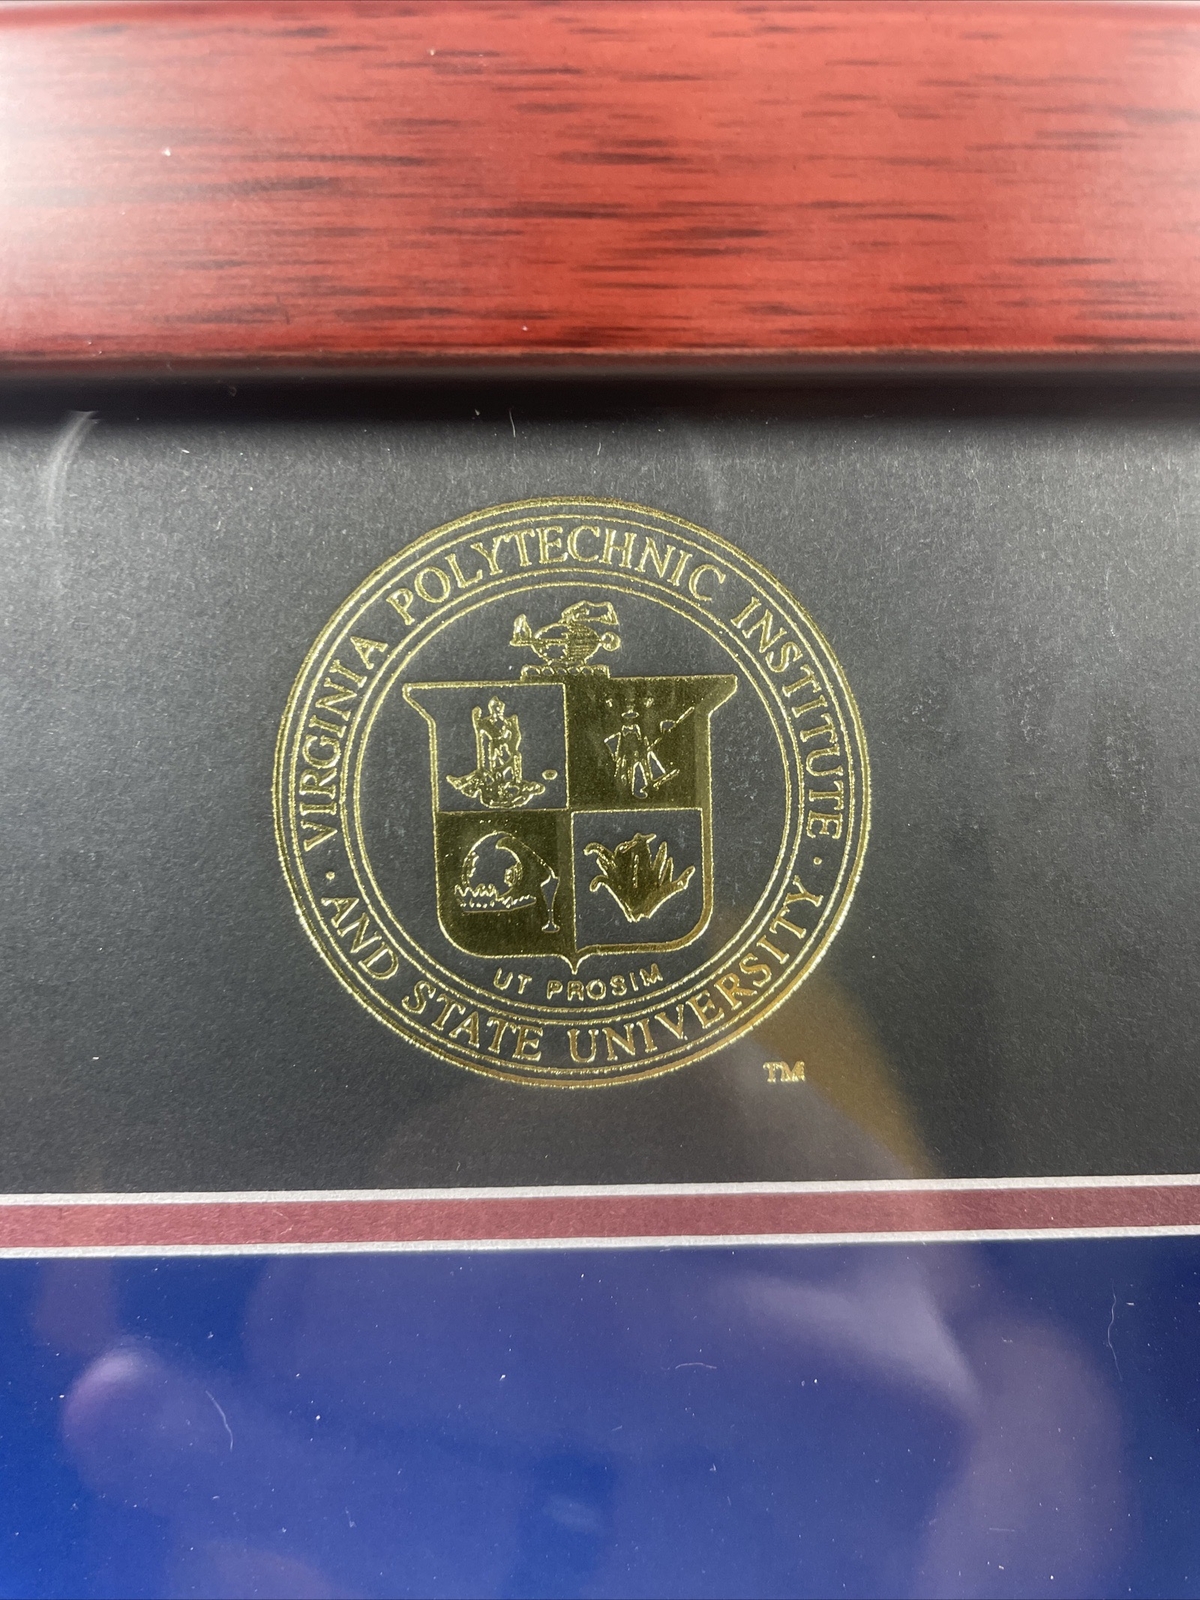 · VIRGINIA POLYTECHNIC INSTITUTE ·
AND STATE UNIVERSITY
UT PROSIM
TM